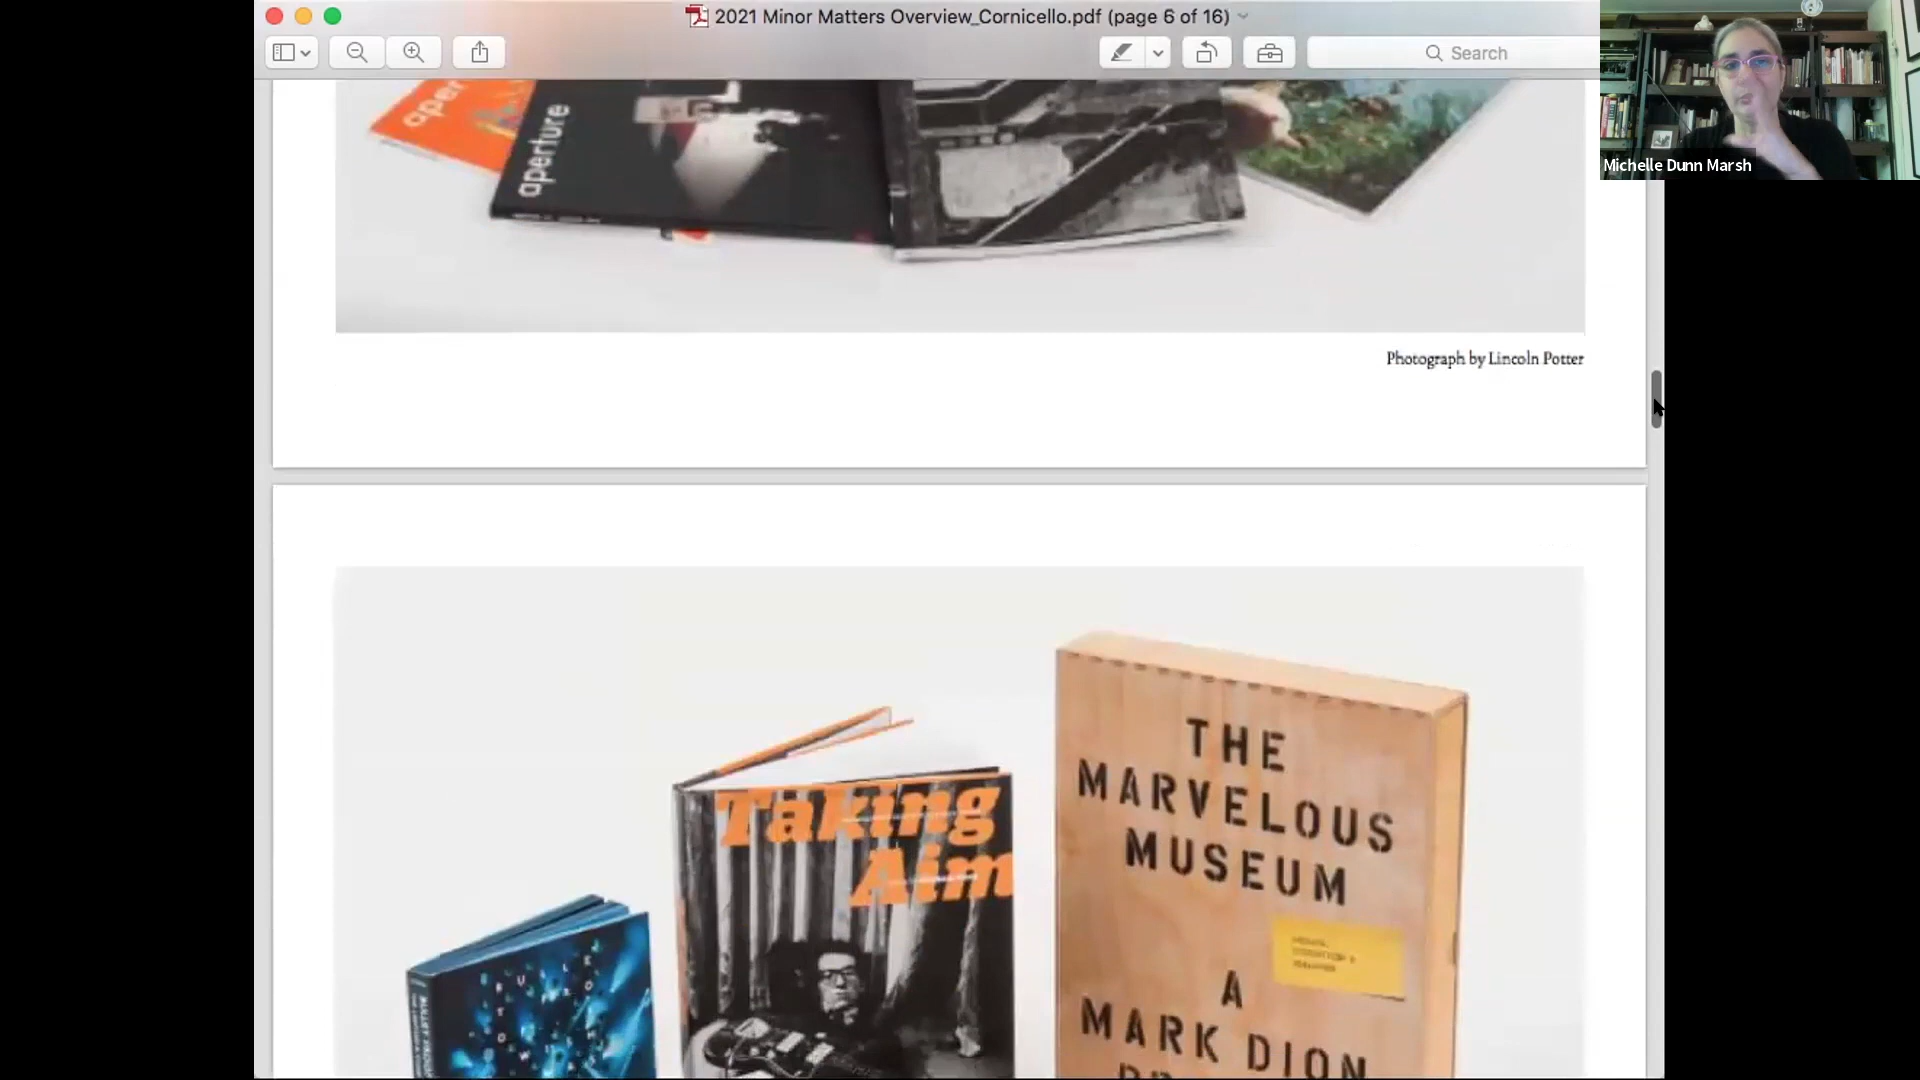 2021 Minor Matters Overview_Cornicello.pdf (page 6 of 16)
Search
Michelle Dunn Marsh
aper
aperture
Photograph by Lincoln Potter
Taking
Aim
THE
MARVELOUS
MUSEUM
A
MARK DION